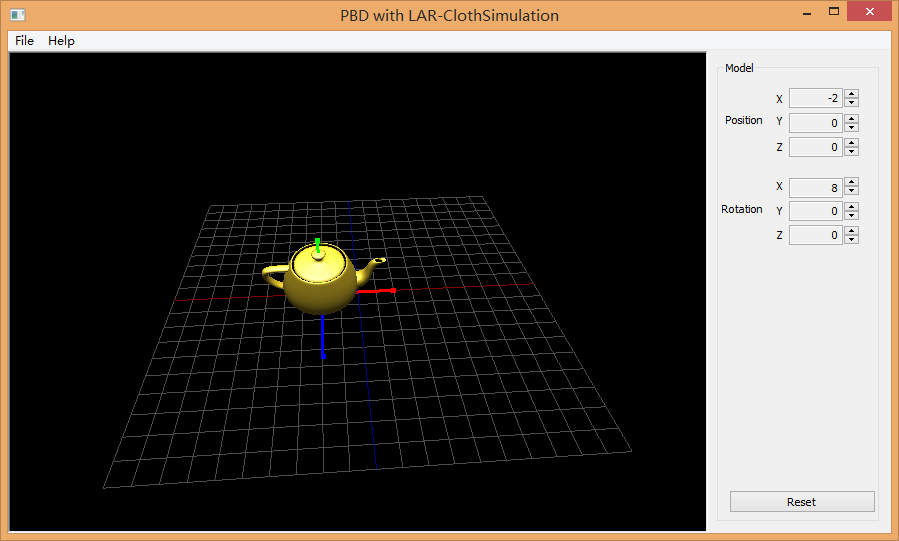 PBD with LAR-ClothSimulation
File Help
Model
X -2
Position Y 0
Z 0
X 8
Rotation Y 0
Z 0
Reset